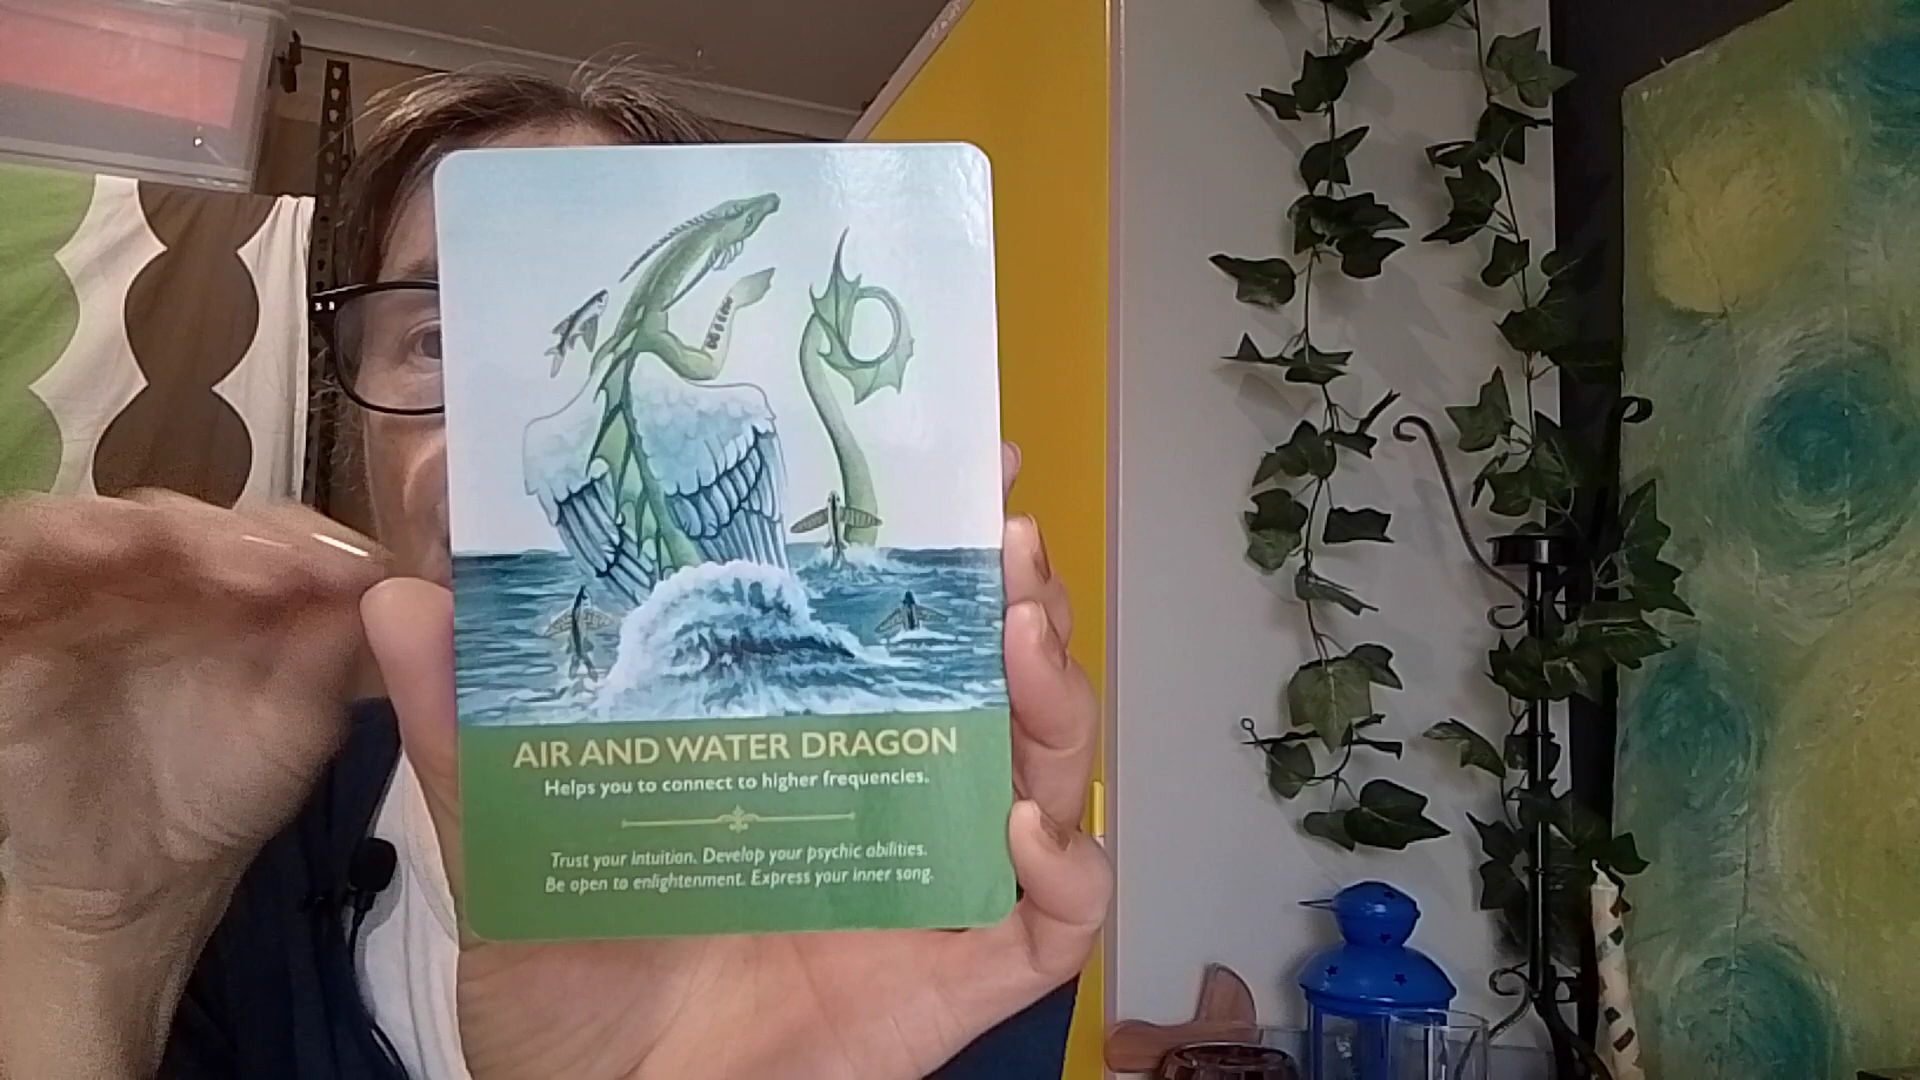 AIR AND WATER DRAGON
Helps you to connect to higher frequencies.
Trust your intuition. Develop your psychic abilities.
Be open to enlightenment. Express your inner song.